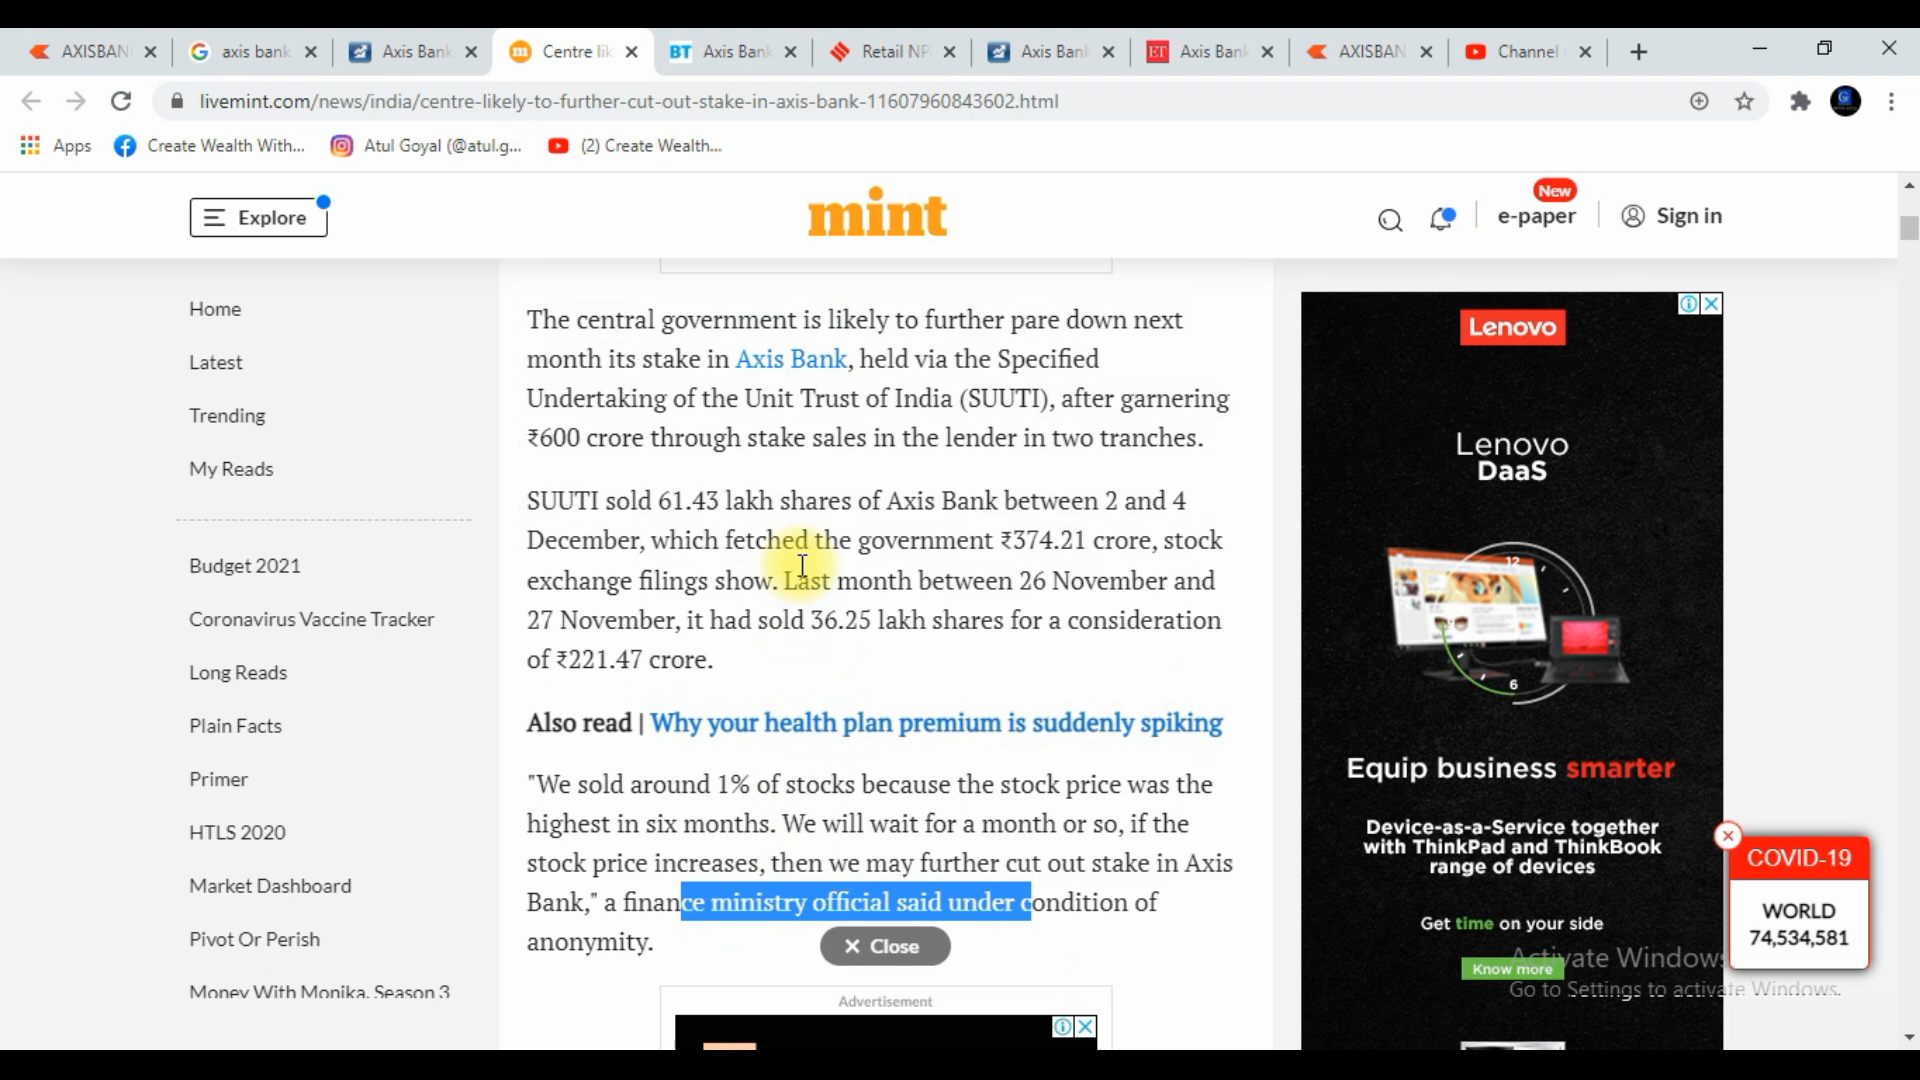 AXISBAN
axis bank
Axis Bank
Centre lik
BT Axis Bank
Retail NP
Axis Bank
ET Axis Bank
AXISBAN
Channel
livemint.com/news/india/centre-likely-to-further-cut-out-stake-in-axis-bank-11607960843602.html
Apps
Create Wealth With...
Atul Goyal (@atul.g...
(2) Create Wealth...
Explore
mint
New
e-paper
Sign in
Home
Latest
Trending
My Reads
Budget 2021
Coronavirus Vaccine Tracker
Long Reads
Plain Facts
Primer
HTLS 2020
Market Dashboard
Pivot Or Perish
Money With Monika, Season 3
The central government is likely to further pare down next
month its stake in Axis Bank, held via the Specified
Undertaking of the Unit Trust of India (SUUTI), after garnering
₹600 crore through stake sales in the lender in two tranches.
SUUTI sold 61.43 lakh shares of Axis Bank between 2 and 4
December, which fetched the government ₹374.21 crore, stock
exchange filings show. Last month between 26 November and
27 November, it had sold 36.25 lakh shares for a consideration
of ₹221.47 crore.
Also read | Why your health plan premium is suddenly spiking
"We sold around 1% of stocks because the stock price was the
highest in six months. We will wait for a month or so, if the
stock price increases, then we may further cut out stake in Axis
Bank," a finance ministry official said under condition of
anonymity.
Close
Advertisement
Lenovo
Lenovo
DaaS
12
6
Equip business smarter
Device-as-a-Service together
with ThinkPad and ThinkBook
range of devices
Get time on your side
Know more
COVID-19
WORLD
74,534,581
Activate Windows
Go to Settings to activate Windows.